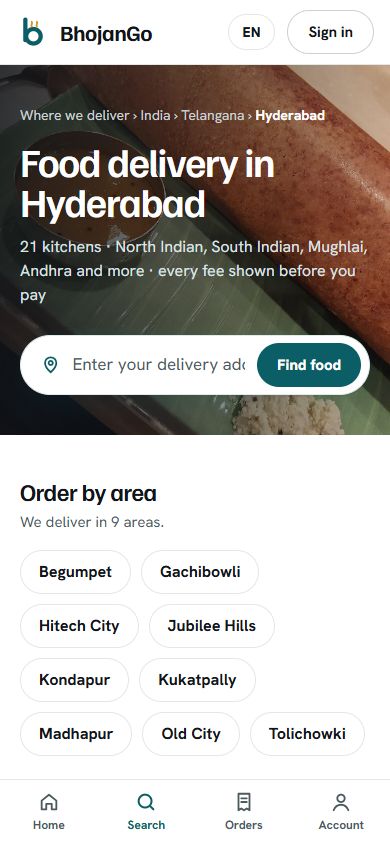 BhojanGo
EN
Sign in
Where we deliver › India › Telangana › Hyderabad
Food delivery in
Hyderabad
21 kitchens · North Indian, South Indian, Mughlai,
Andhra and more · every fee shown before you
pay
Enter your delivery add
Find food
Order by area
We deliver in 9 areas.
Begumpet
Gachibowli
Hitech City
Jubilee Hills
Kondapur
Kukatpally
Madhapur
Old City
Tolichowki
Home
Search
Orders
Account